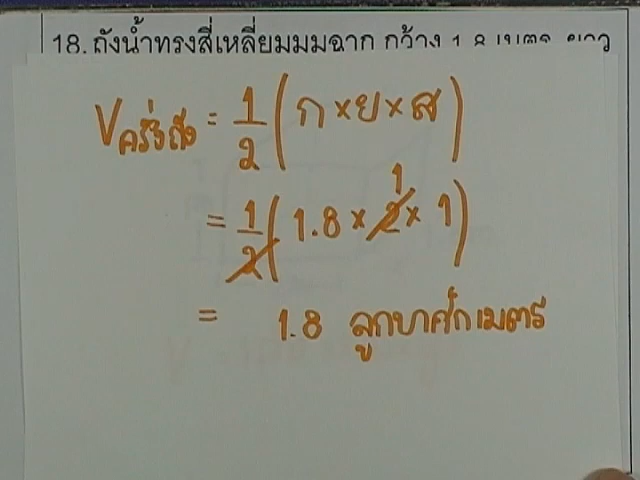 18. ถังน้ำทรงสี่เหลี่ยมมุมฉาก กว้าง 1.8 เมตร
Vครึ่งถัง = 1/2 (ก × ย × ส)
1
= 1/2 (1.8 × 2 × 1)
= 1.8 ลูกบาศก์เมตร